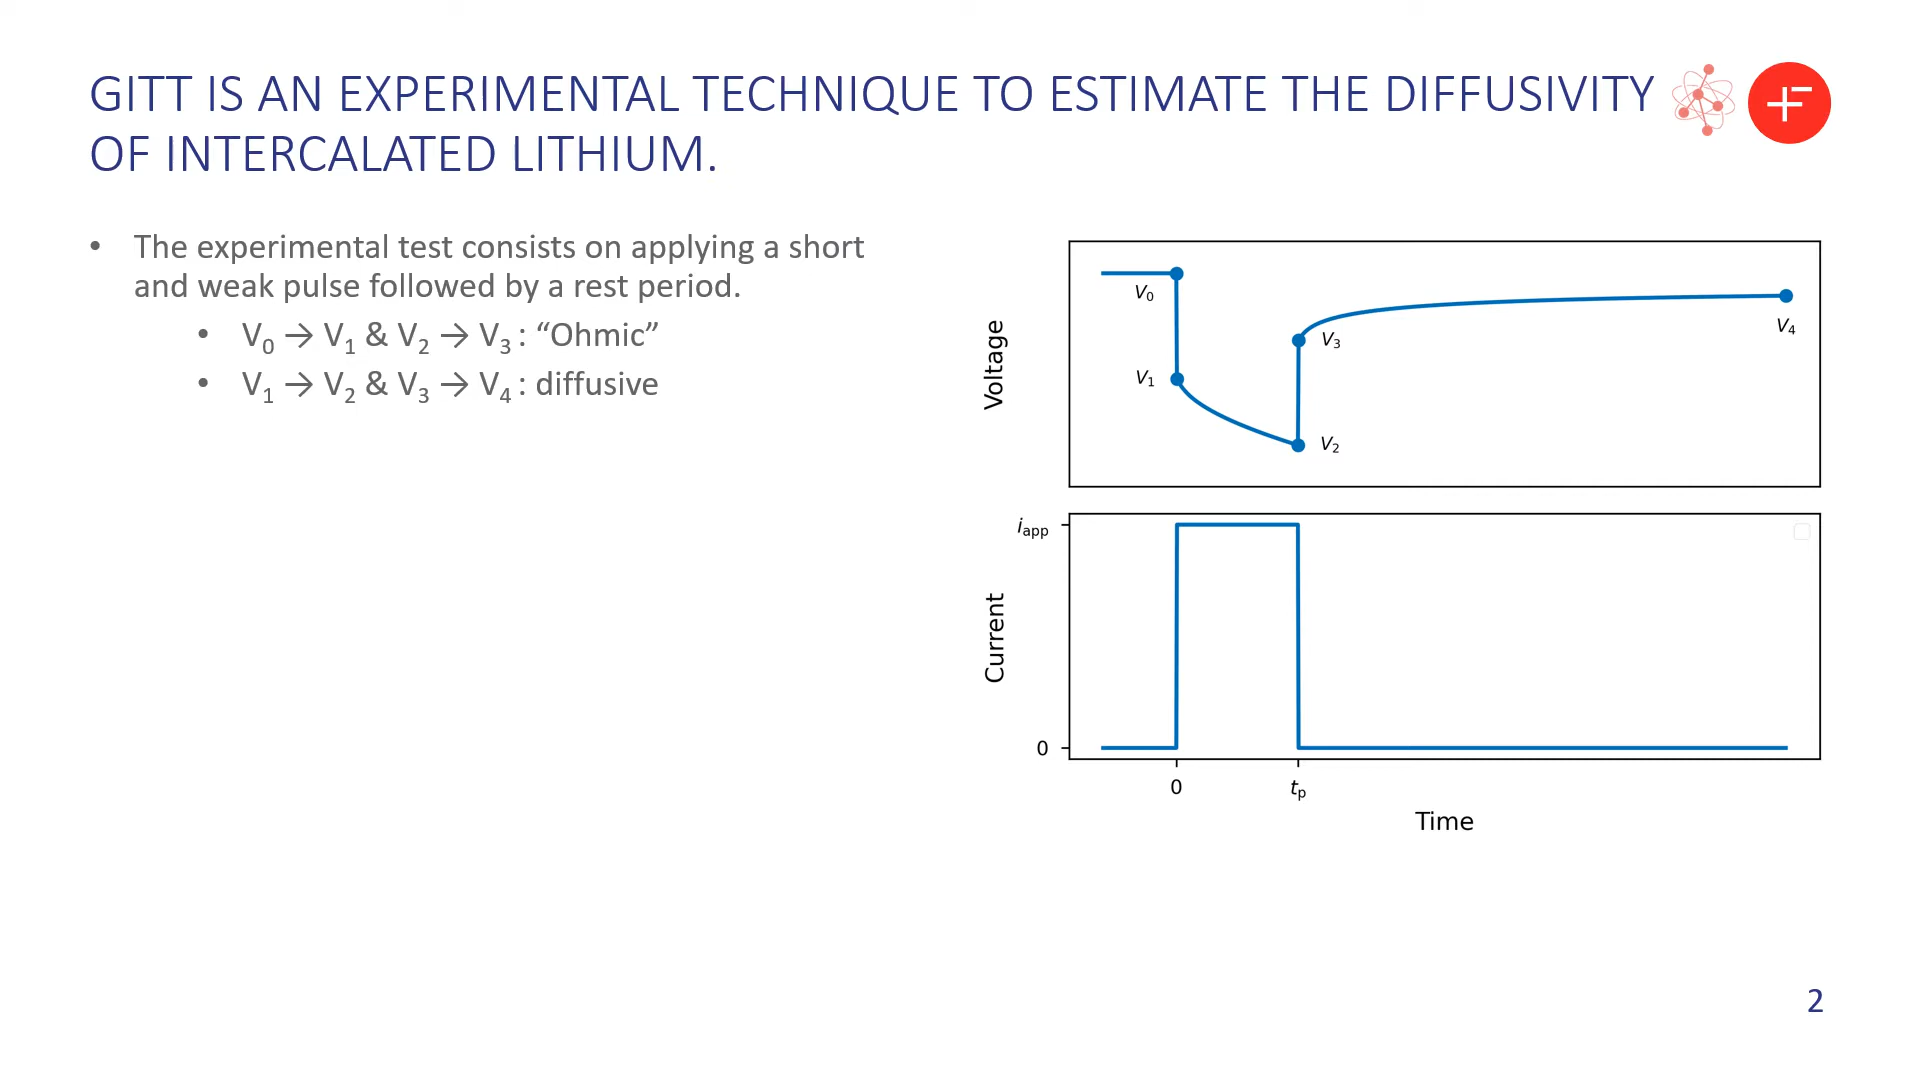 GITT IS AN EXPERIMENTAL TECHNIQUE TO ESTIMATE THE DIFFUSIVITY
OF INTERCALATED LITHIUM.
• The experimental test consists on applying a short
and weak pulse followed by a rest period.
• V₀ → V₁ & V₂ → V₃ : “Ohmic”
• V₁ → V₂ & V₃ → V₄ : diffusive
Voltage
V₀
V₁
V₂
V₃
V₄
Current
iapp
0
0
tp
Time
2